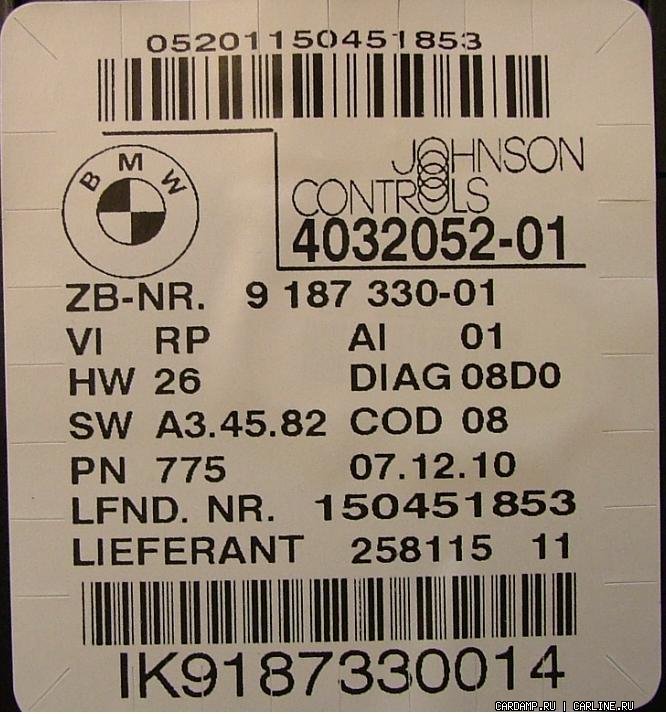 05201150451853
BMW
JOHNSON
CONTROLS
4032052-01
ZB-NR. 9 187 330-01
VI RP AI 01
HW 26 DIAG 08D0
SW A3.45.82 COD 08
PN 775 07.12.10
LFND. NR. 150451853
LIEFERANT 258115 11
IK9187330014
CARDAMP.RU | CARLINE.RU